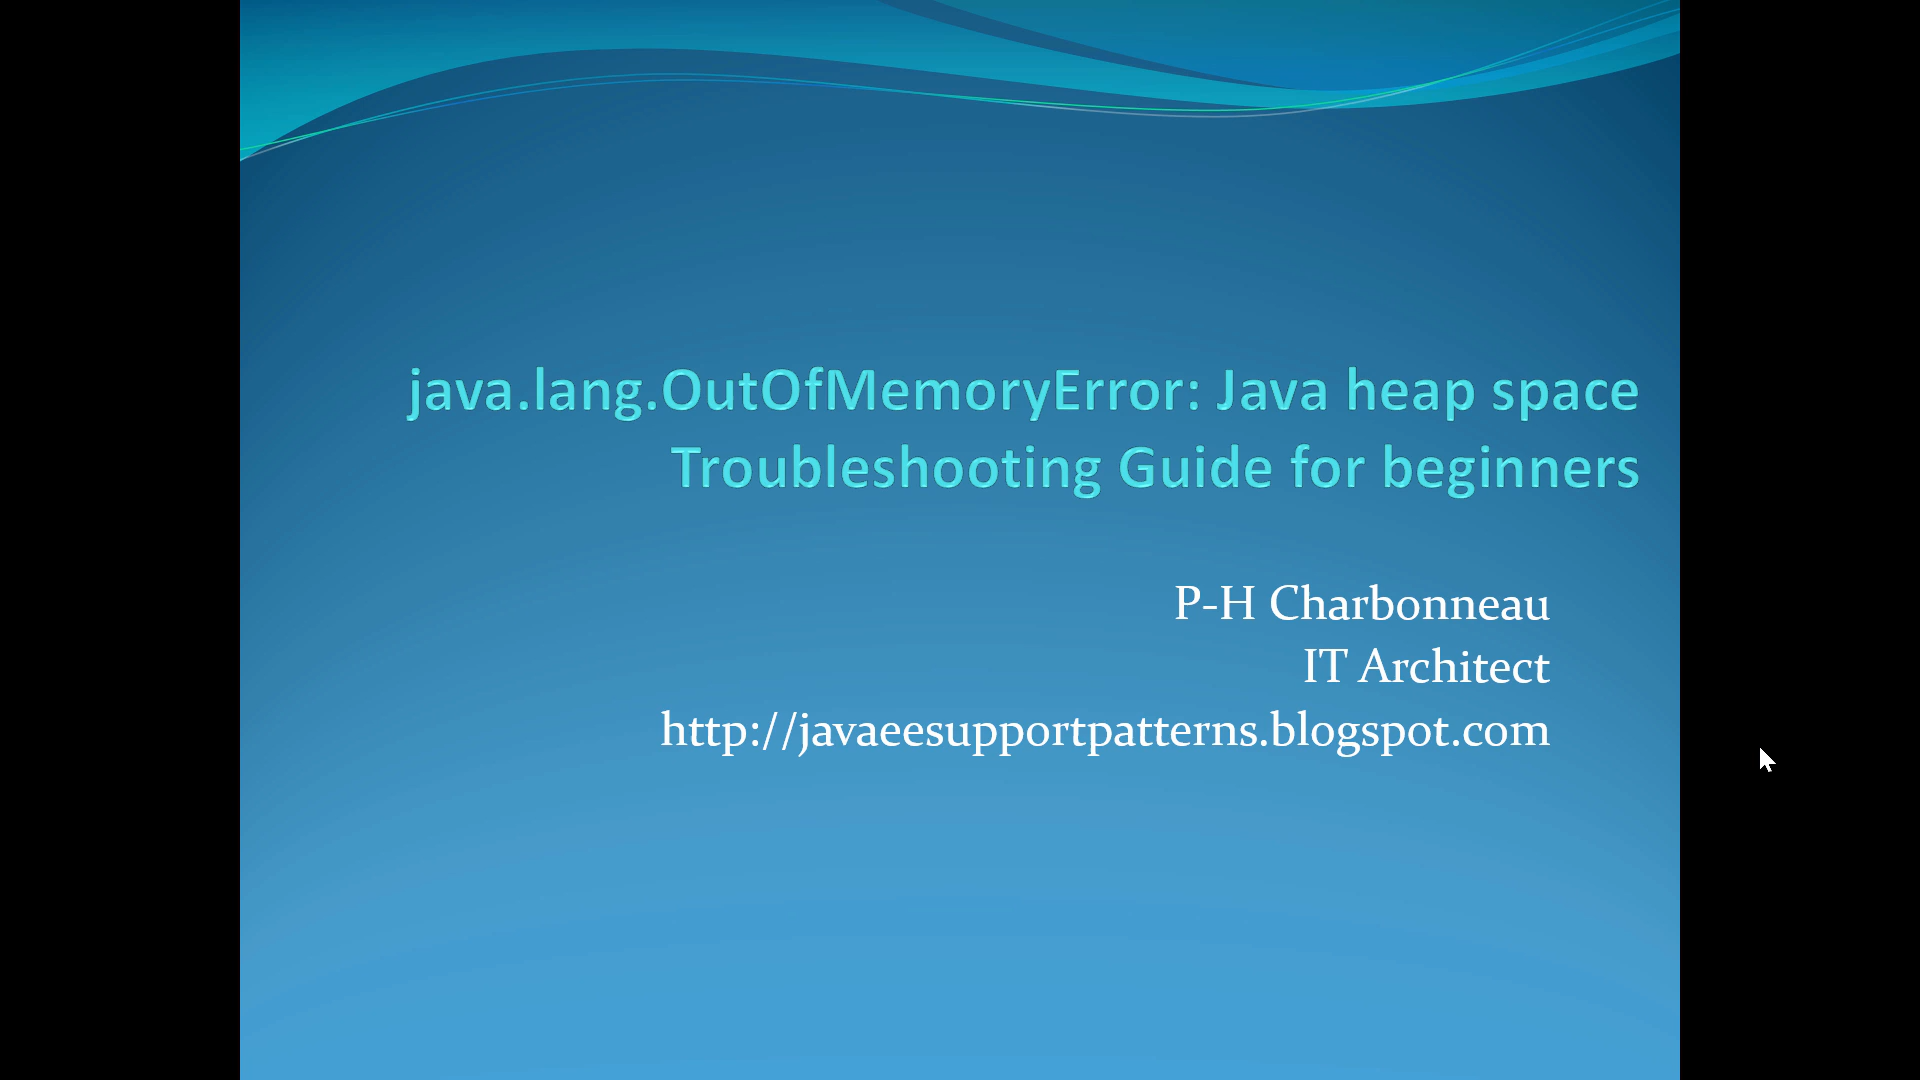 java.lang.OutOfMemoryError: Java heap space
Troubleshooting Guide for beginners
P-H Charbonneau
IT Architect
http://javaeesupportpatterns.blogspot.com